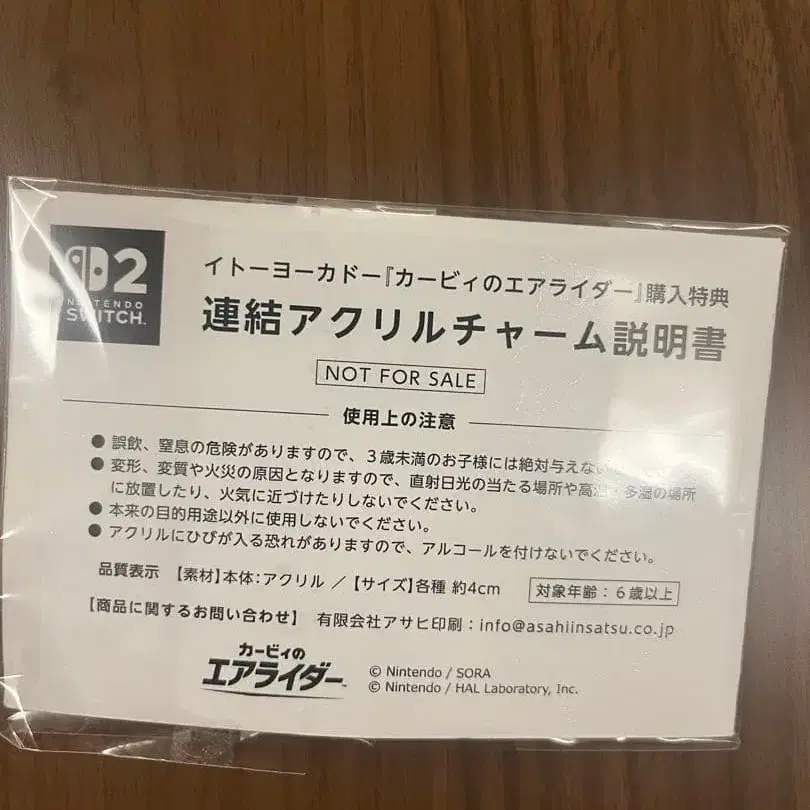 2
NINTENDO
SWITCH™
イトーヨーカドー『カービィのエアライダー』購入特典
連結アクリルチャーム説明書
NOT FOR SALE
使用上の注意
● 誤飲、窒息の危険がありますので、3歳未満のお子様には絶対与えない
● 変形、変質や火災の原因となりますので、直射日光の当たる場所や高温・多湿の場所
に放置したり、火気に近づけたりしないでください。
● 本来の目的用途以外に使用しないでください。
● アクリルにひびが入る恐れがありますので、アルコールを付けないでください。
品質表示 【素材】本体：アクリル ／【サイズ】各種 約4cm 対象年齢：6歳以上
【商品に関するお問い合わせ】 有限会社アサヒ印刷：info@asahiinsatsu.co.jp
カービィの
エアライダー™
© Nintendo / SORA
© Nintendo / HAL Laboratory, Inc.